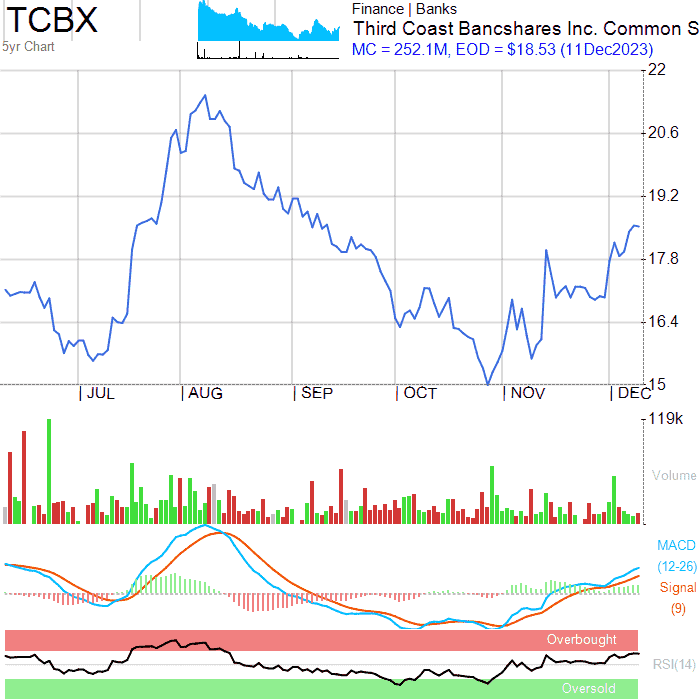 TCBX
5yr Chart
Finance | Banks
Third Coast Bancshares Inc. Common S
MC = 252.1M, EOD = $18.53 (11Dec2023)
22
20.6
19.2
17.8
16.4
15
JUL AUG SEP OCT NOV DEC
119k
Volume
MACD
(12-26)
Signal
(9)
Overbought
RSI(14)
Oversold